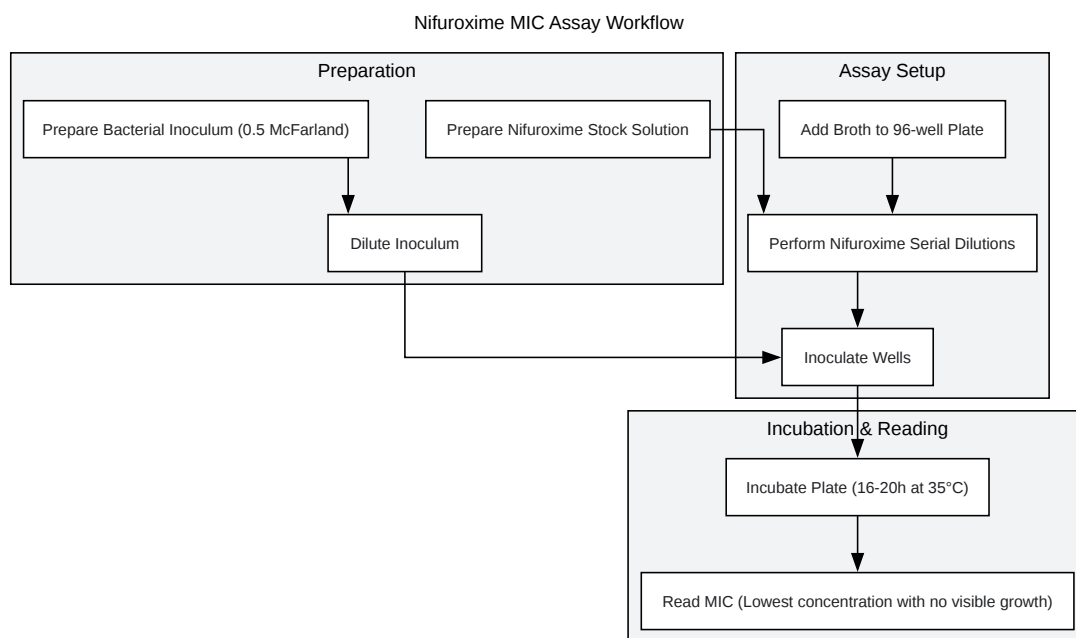 Nifuroxime MIC Assay Workflow
Preparation
Prepare Bacterial Inoculum (0.5 McFarland)
Prepare Nifuroxime Stock Solution
Dilute Inoculum
Assay Setup
Add Broth to 96-well Plate
Perform Nifuroxime Serial Dilutions
Inoculate Wells
Incubation & Reading
Incubate Plate (16-20h at 35°C)
Read MIC (Lowest concentration with no visible growth)